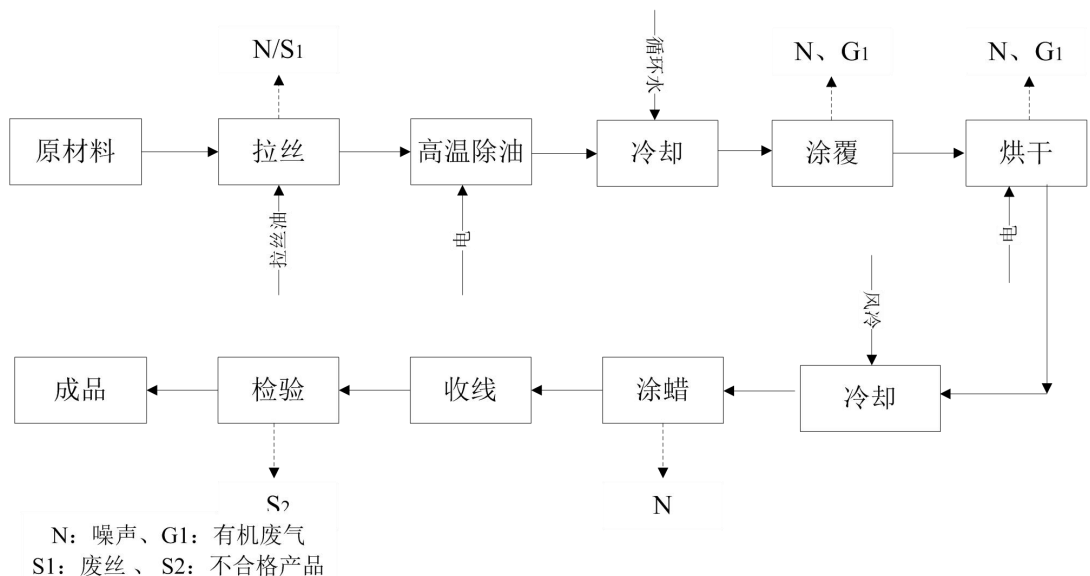 N/S1
循环水
N、G1
N、G1
原材料
拉丝
高温除油
冷却
涂覆
烘干
拉丝油
电
电
风冷
成品
检验
收线
涂蜡
冷却
S2
N
N：噪声、G1：有机废气
S1：废丝 、 S2：不合格产品